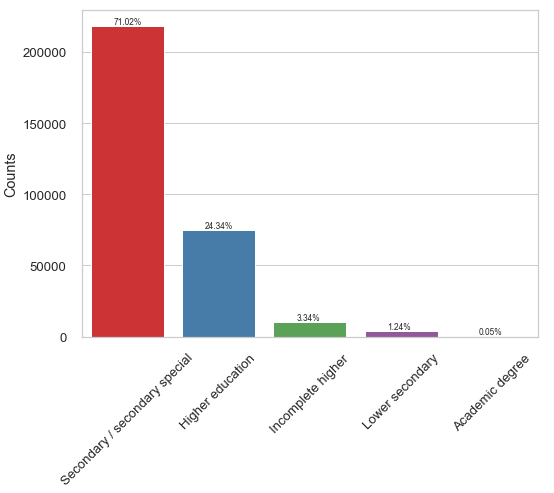 71.02%
200000
150000
Counts
100000
24.34%
50000
3.34%
1.24%
0.05%
0
Secondary / secondary special
Higher education
Incomplete higher
Lower secondary
Academic degree